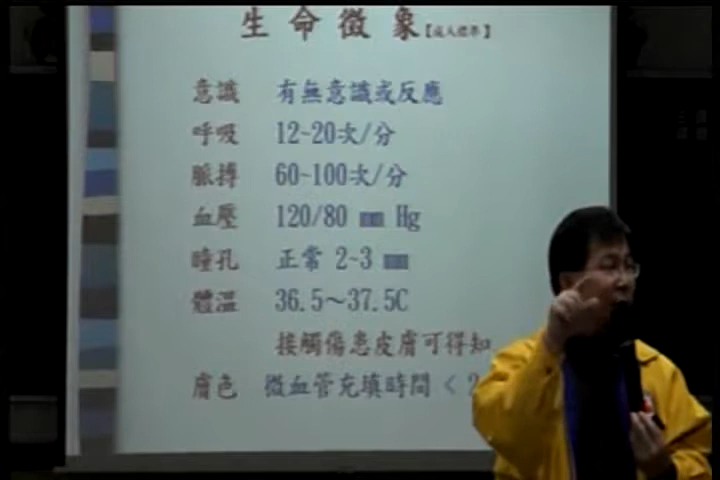 生命徵象【成人標準】
意識 有無意識或反應
呼吸 12~20次/分
脈搏 60~100次/分
血壓 120/80 mm Hg
瞳孔 正常 2~3 mm
體溫 36.5～37.5C
接觸傷患皮膚可得知
膚色 微血管充填時間 < 2